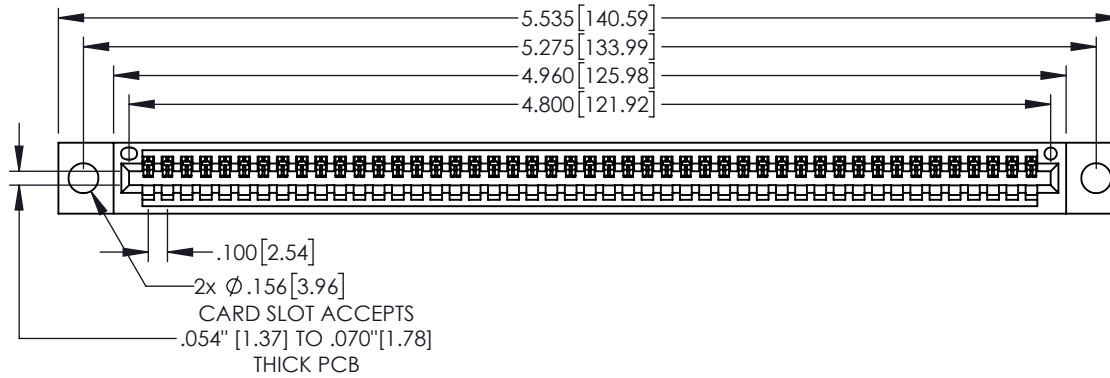 5.535[140.59]
5.275[133.99]
4.960[125.98]
4.800[121.92]
.100[2.54]
2x ∅.156[3.96]
CARD SLOT ACCEPTS
.054" [1.37] TO .070"[1.78]
THICK PCB